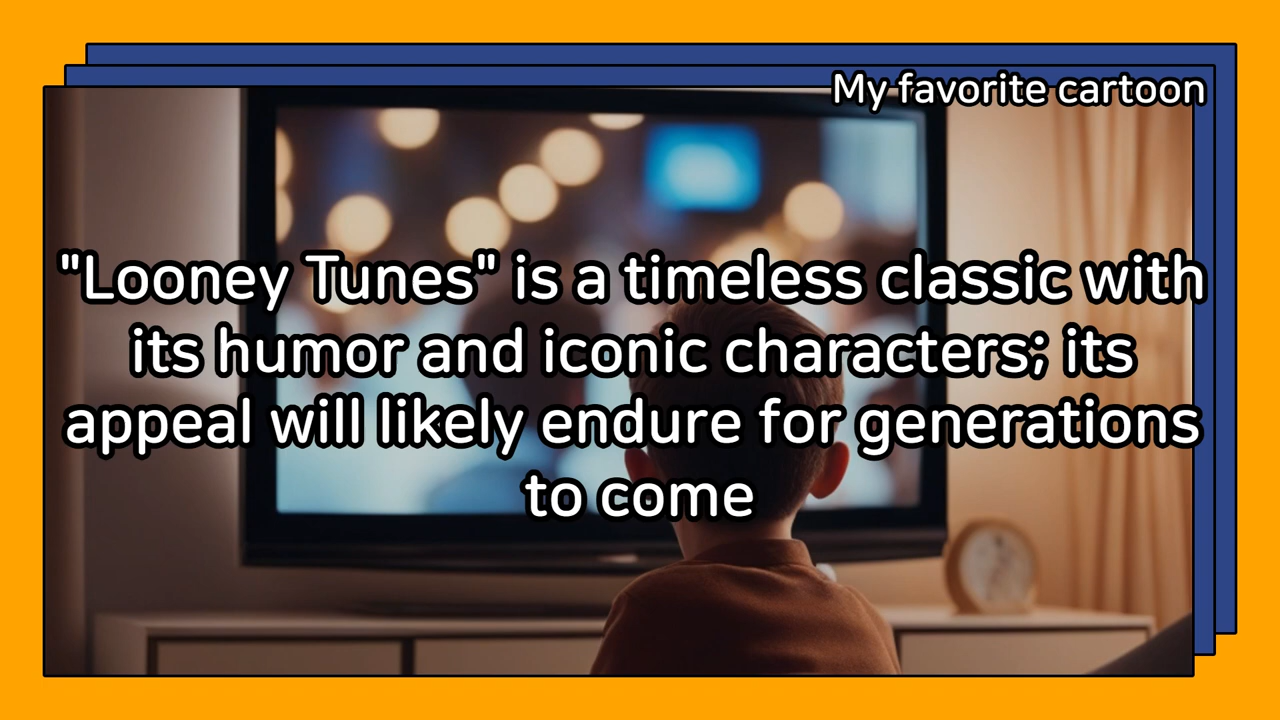 My favorite cartoon
"Looney Tunes" is a timeless classic with
its humor and iconic characters; its
appeal will likely endure for generations
to come